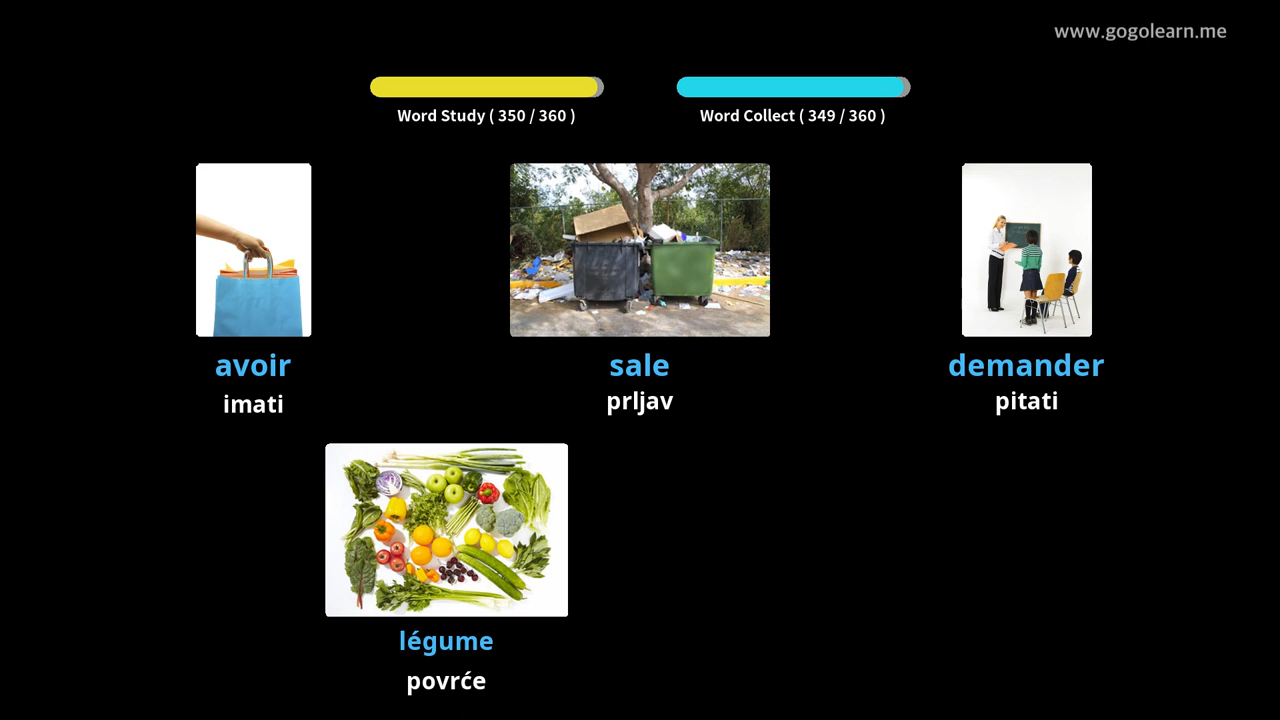 www.gogolearn.me
Word Study ( 350 / 360 )
Word Collect ( 349 / 360 )
avoir
imati
sale
prljav
demander
pitati
légume
povrće